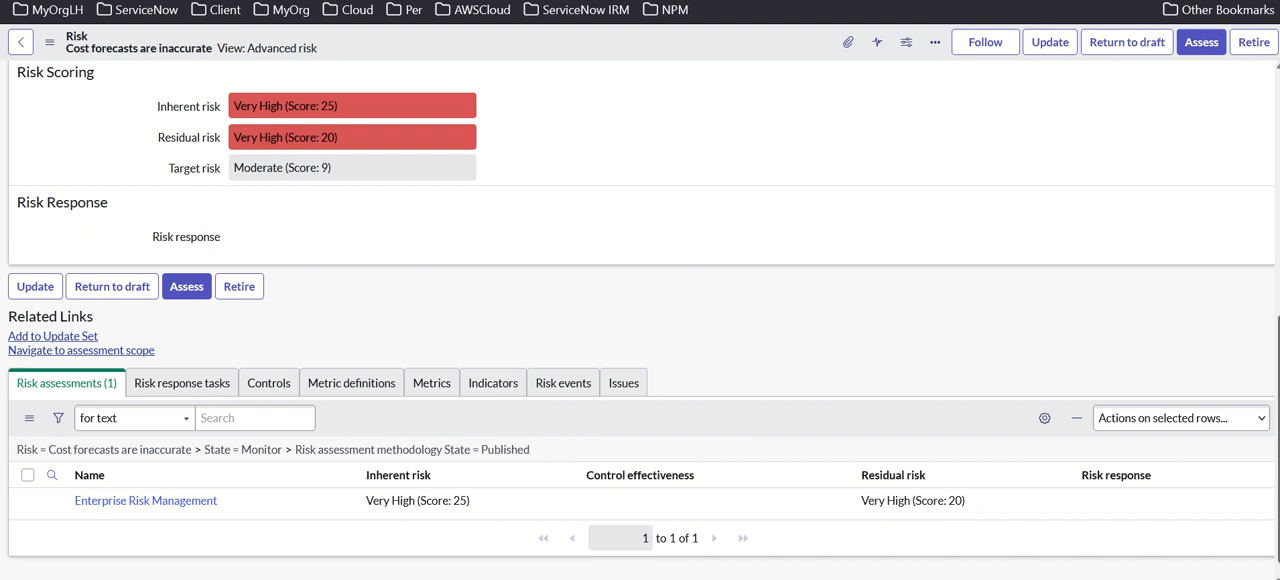 MyOrgLH ServiceNow Client MyOrg Cloud Per AWSCloud ServiceNow IRM NPM Other Bookmarks
Risk
Cost forecasts are inaccurate View: Advanced risk
Follow Update Return to draft Assess Retire
Risk Scoring
Inherent risk Very High (Score: 25)
Residual risk Very High (Score: 20)
Target risk Moderate (Score: 9)
Risk Response
Risk response
Update Return to draft Assess Retire
Related Links
Add to Update Set
Navigate to assessment scope
Risk assessments (1) Risk response tasks Controls Metric definitions Metrics Indicators Risk events Issues
for text Search Actions on selected rows...
Risk = Cost forecasts are inaccurate > State = Monitor > Risk assessment methodology State = Published
Name Inherent risk Control effectiveness Residual risk Risk response
Enterprise Risk Management Very High (Score: 25) Very High (Score: 20)
1 to 1 of 1